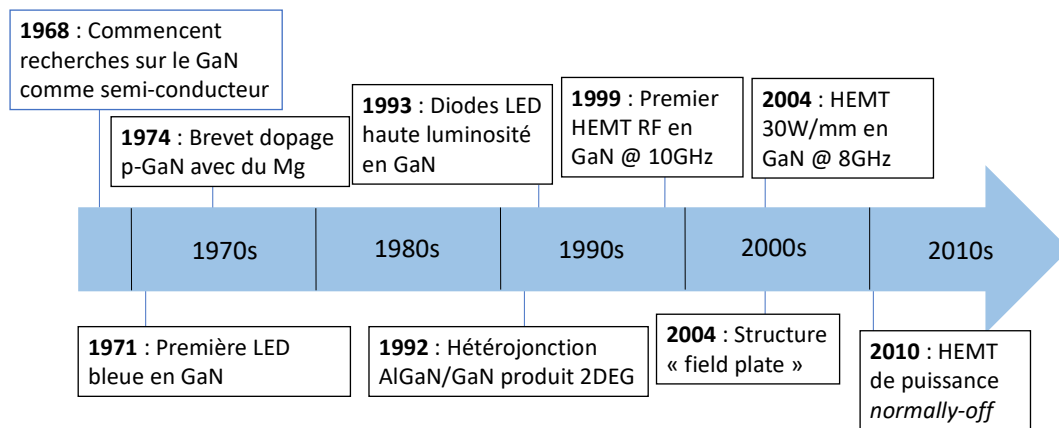 1968 : Commencent
recherches sur le GaN
comme semi-conducteur
1974 : Brevet dopage
p-GaN avec du Mg
1993 : Diodes LED
haute luminosité
en GaN
1999 : Premier
HEMT RF en
GaN @ 10GHz
2004 : HEMT
30W/mm en
GaN @ 8GHz
1970s
1980s
1990s
2000s
2010s
1971 : Première LED
bleue en GaN
1992 : Hétérojonction
AlGaN/GaN produit 2DEG
2004 : Structure
« field plate »
2010 : HEMT
de puissance
normally-off